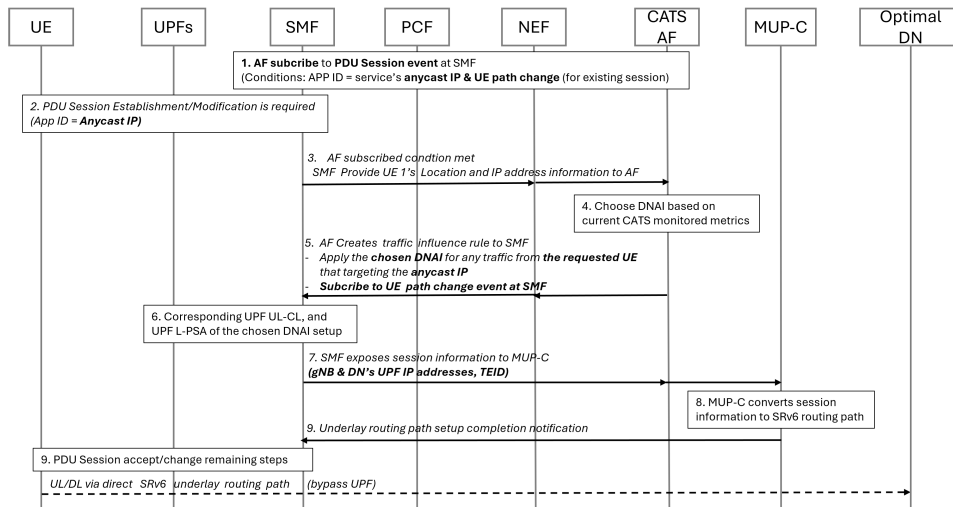 UE
UPFs
SMF
PCF
NEF
CATS
AF
MUP-C
Optimal
DN
1. AF subcribe to PDU Session event at SMF
(Conditions: APP ID = service's anycast IP & UE path change (for existing session)
2. PDU Session Establishment/Modification is required
(App ID = Anycast IP)
3. AF subscribed condtion met
SMF Provide UE 1's Location and IP address information to AF
4. Choose DNAI based on
current CATS monitored metrics
5. AF Creates traffic influence rule to SMF
- Apply the chosen DNAI for any traffic from the requested UE
that targeting the anycast IP
- Subcribe to UE path change event at SMF
6. Corresponding UPF UL-CL, and
UPF L-PSA of the chosen DNAI setup
7. SMF exposes session information to MUP-C
(gNB & DN's UPF IP addresses, TEID)
8. MUP-C converts session
information to SRv6 routing path
9. Underlay routing path setup completion notification
9. PDU Session accept/change remaining steps
UL/DL via direct SRv6 underlay routing path (bypass UPF)